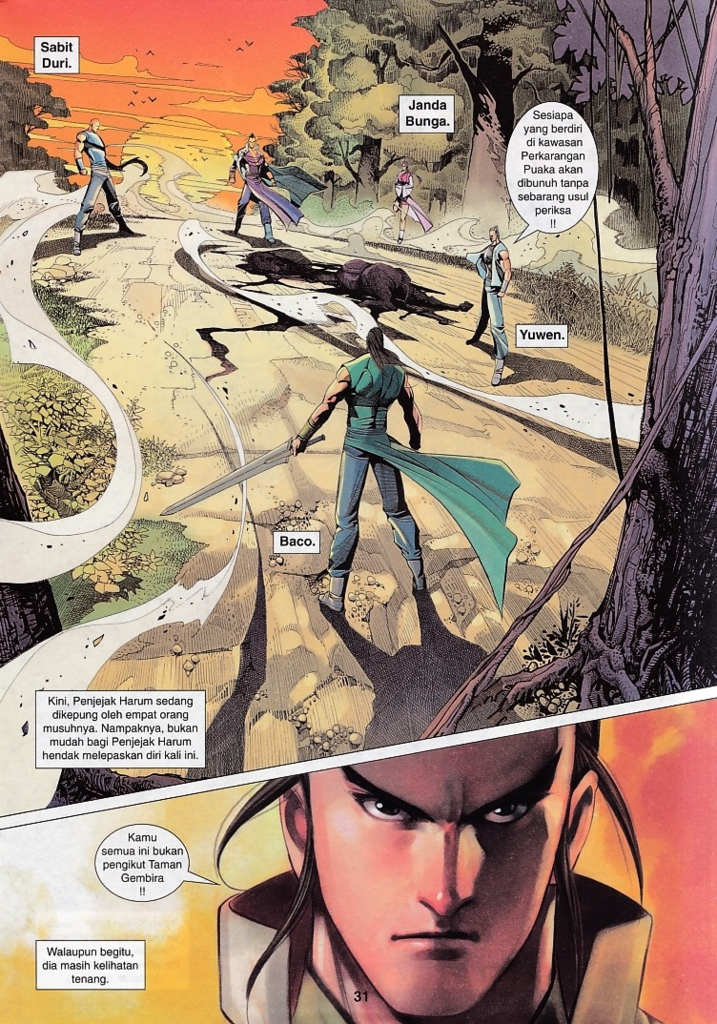 Sabit
Duri.
Janda
Bunga.
Sesiapa
yang berdiri
di kawasan
Perkarangan
Puaka akan
dibunuh tanpa
sebarang usul
periksa
!!
Yuwen.
Baco.
Kini, Penjejak Harum sedang
dikepung oleh empat orang
musuhnya. Nampaknya, bukan
mudah bagi Penjejak Harum
hendak melepaskan diri kali ini.
Kamu
semua ini bukan
pengikut Taman
Gembira
!!
Walaupun begitu,
dia masih kelihatan
tenang.
31